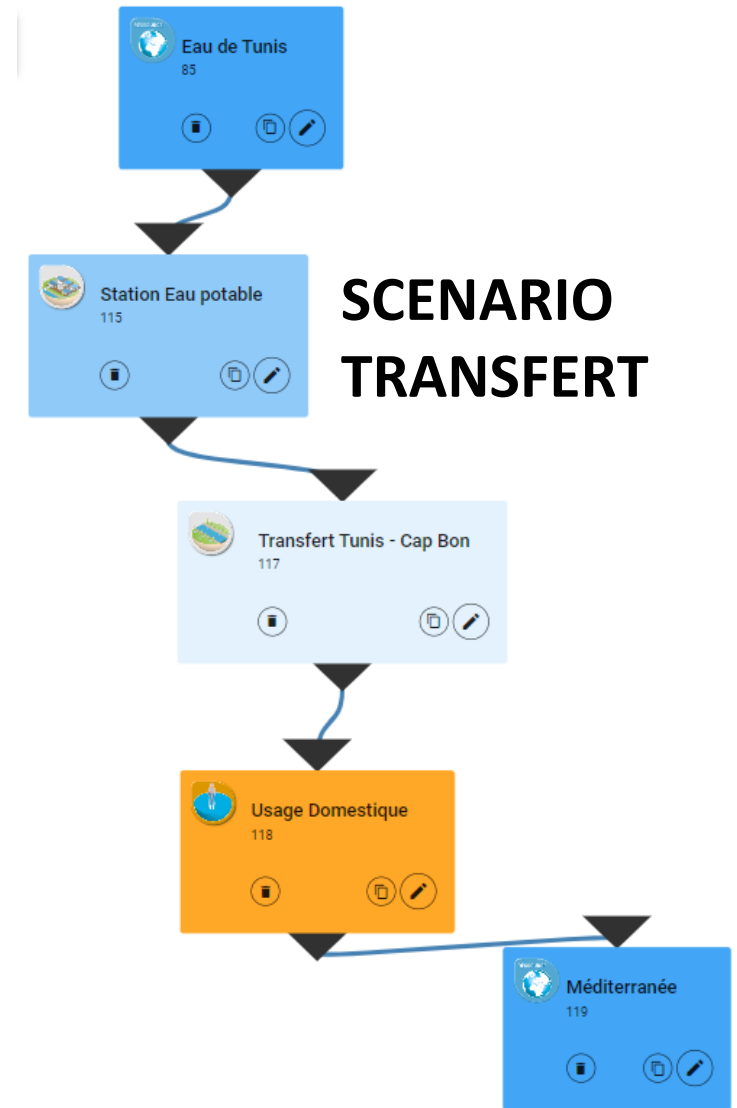 Eau de Tunis
85
Station Eau potable
115
SCENARIO
TRANSFERT
Transfert Tunis - Cap Bon
117
Usage Domestique
118
Méditerranée
119